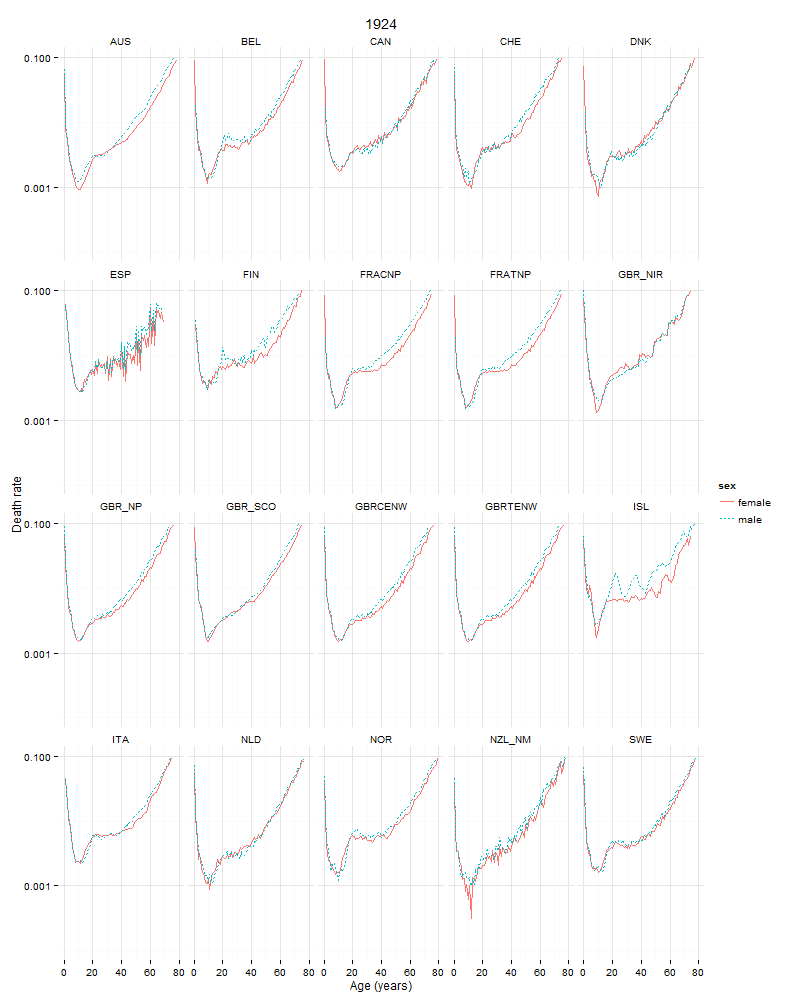 1924
AUS BEL CAN CHE DNK
0.100
0.001
ESP FIN FRACNP FRATNP GBR_NIR
0.100
0.001
GBR_NP GBR_SCO GBRCENW GBRTENW ISL
0.100
0.001
ITA NLD NOR NZL_NM SWE
0.100
0.001
0 20 40 60 80 0 20 40 60 80 0 20 40 60 80 0 20 40 60 80 0 20 40 60 80
Age (years)
Death rate
sex
female
male